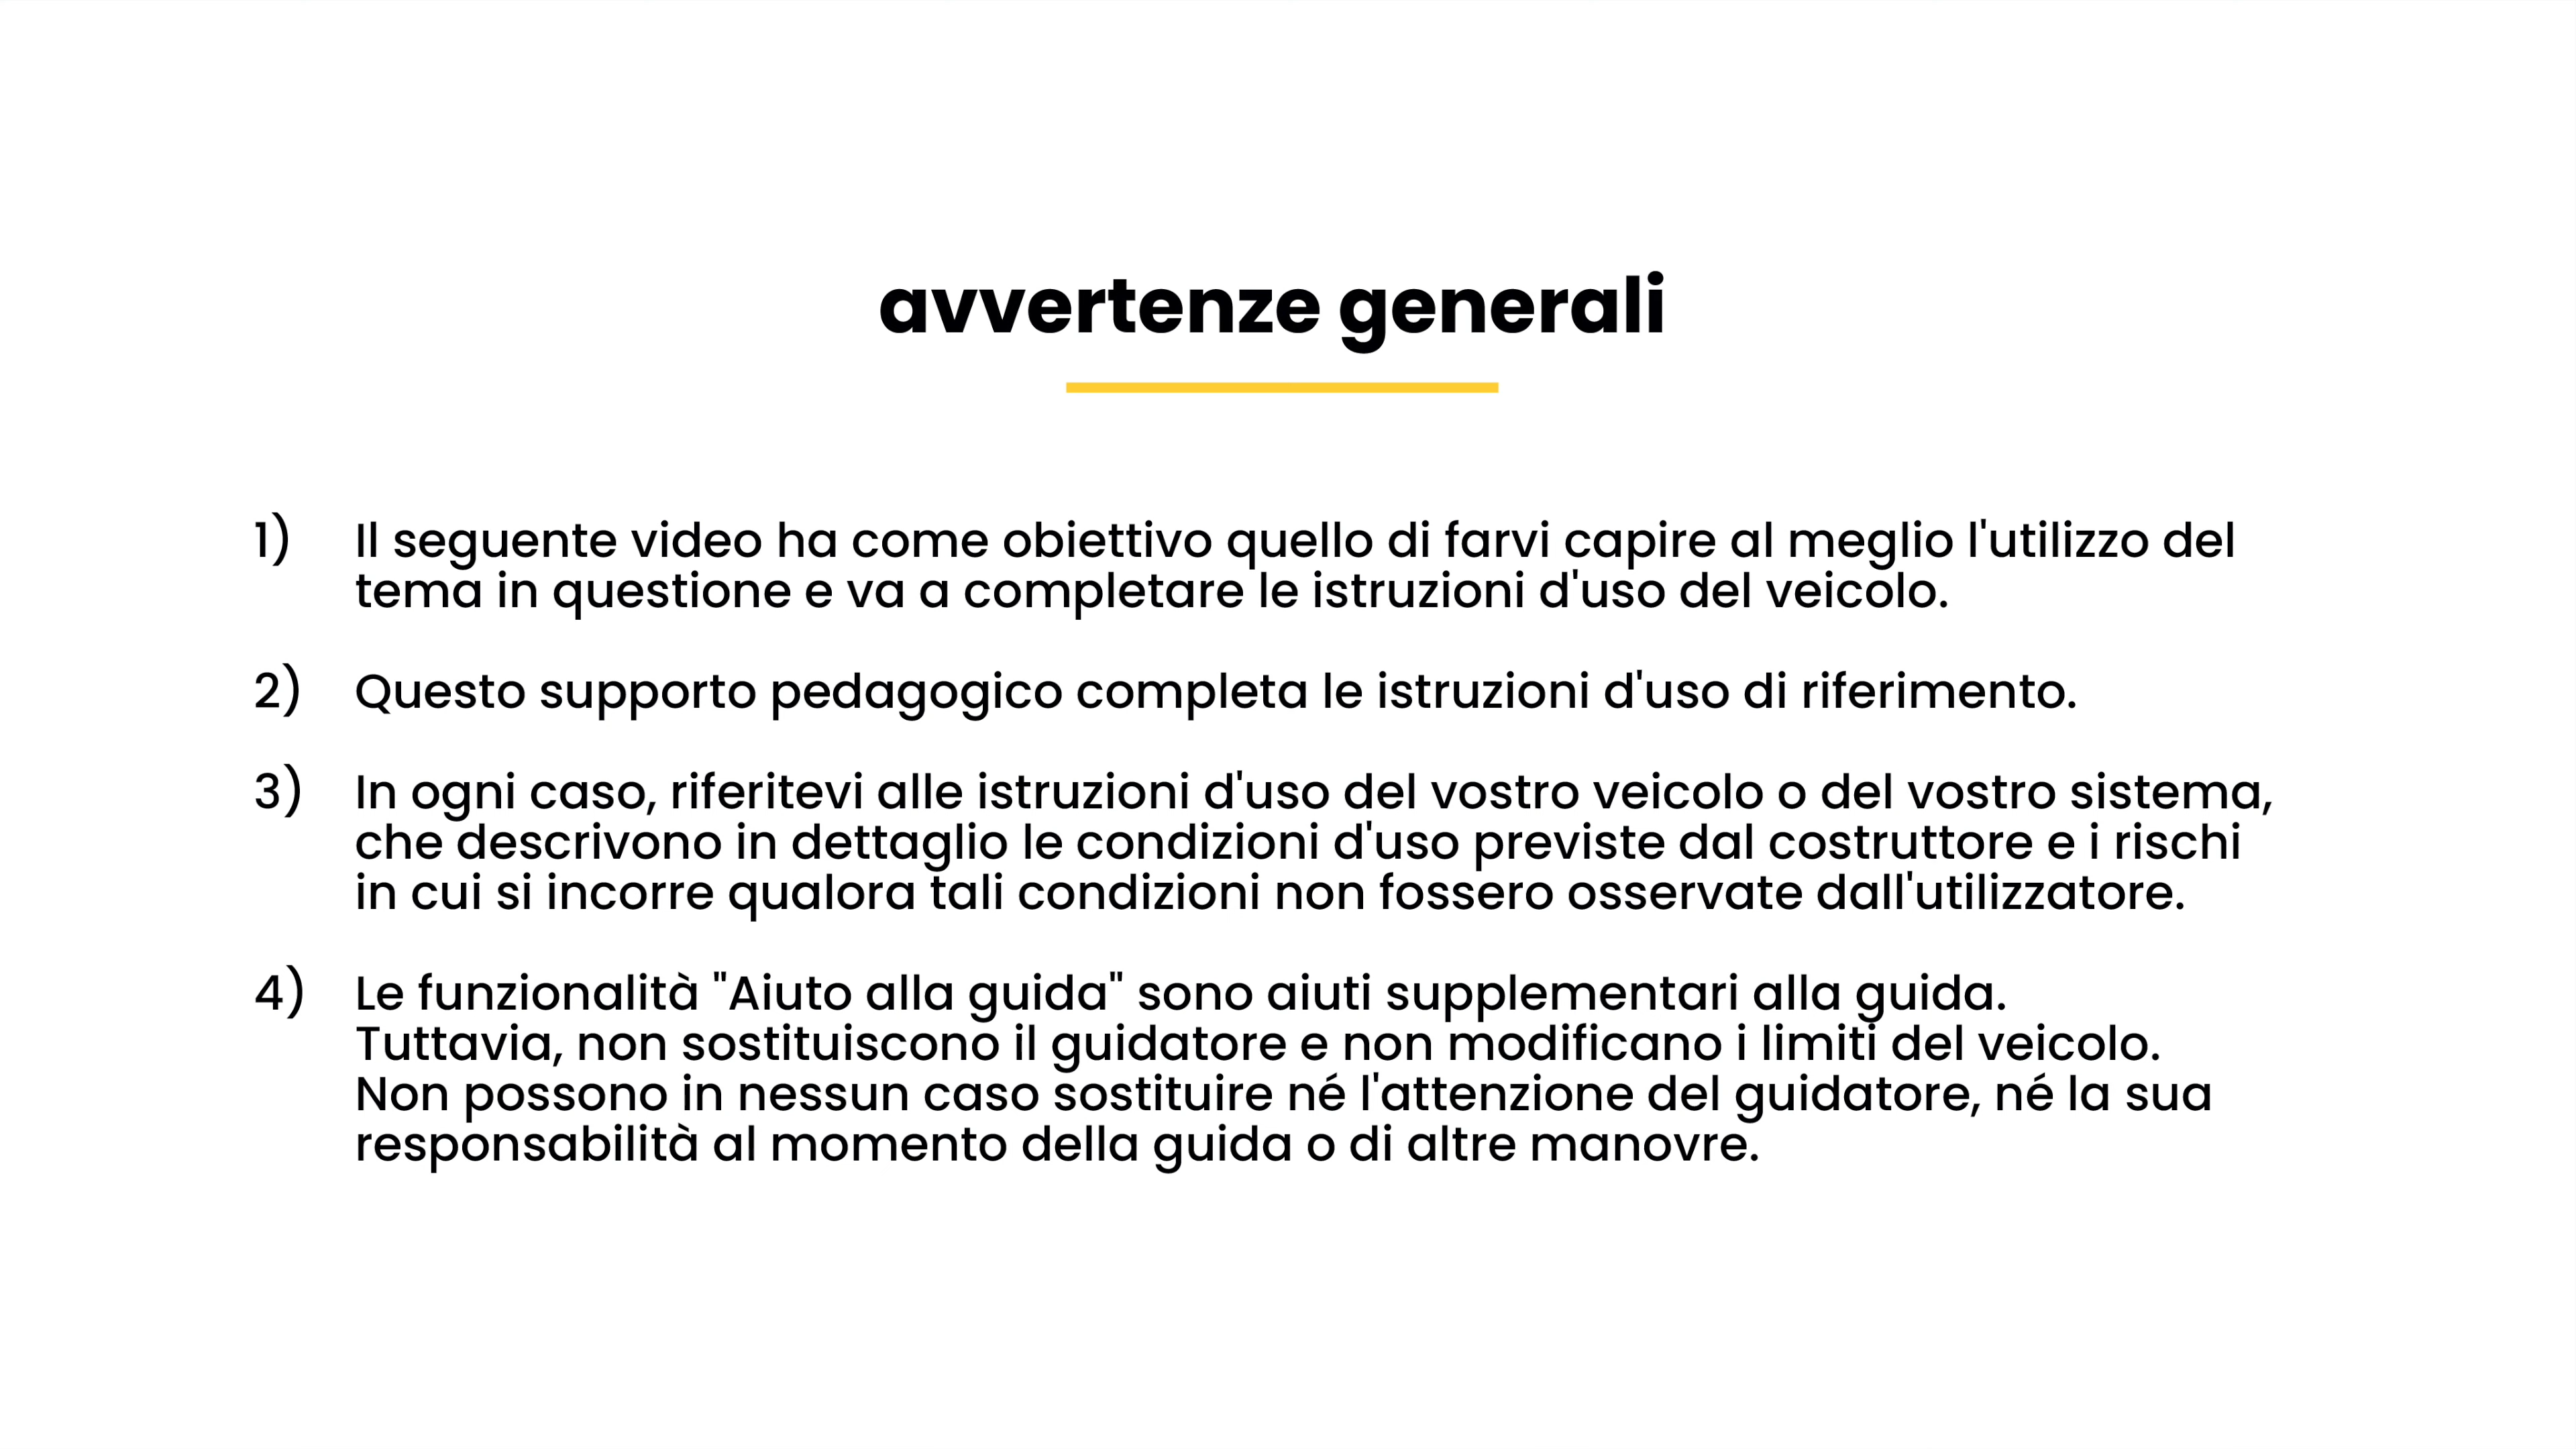 avvertenze generali
1) Il seguente video ha come obiettivo quello di farvi capire al meglio l'utilizzo del
tema in questione e va a completare le istruzioni d'uso del veicolo.
2) Questo supporto pedagogico completa le istruzioni d'uso di riferimento.
3) In ogni caso, riferitevi alle istruzioni d'uso del vostro veicolo o del vostro sistema,
che descrivono in dettaglio le condizioni d'uso previste dal costruttore e i rischi
in cui si incorre qualora tali condizioni non fossero osservate dall'utilizzatore.
4) Le funzionalità "Aiuto alla guida" sono aiuti supplementari alla guida.
Tuttavia, non sostituiscono il guidatore e non modificano i limiti del veicolo.
Non possono in nessun caso sostituire né l'attenzione del guidatore, né la sua
responsabilità al momento della guida o di altre manovre.